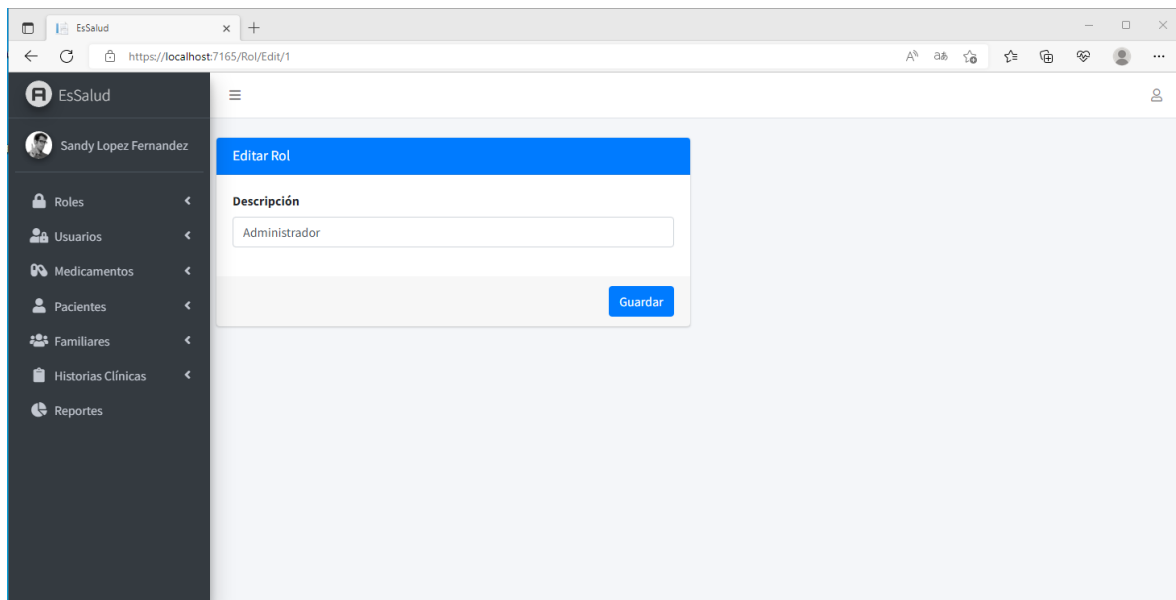 EsSalud
https://localhost:7165/Rol/Edit/1
EsSalud
Sandy Lopez Fernandez
Roles
Usuarios
Medicamentos
Pacientes
Familiares
Historias Clínicas
Reportes
Editar Rol
Descripción
Administrador
Guardar